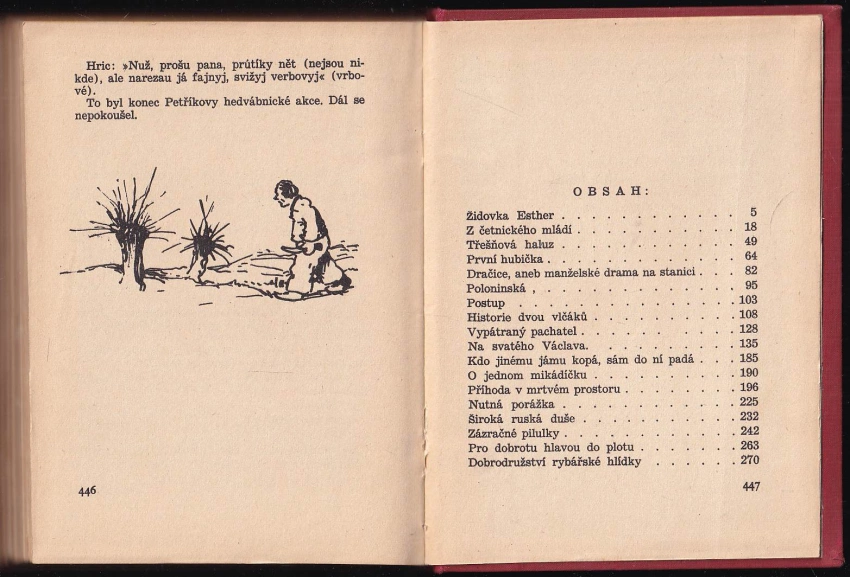 Hric: »Nuž, prošu pana, průtíky nět (nejsou ni-
kde), ale narezau já fajnyj, svižyj verbovyj« (vrbo-
vé).
To byl konec Petříkovy hedvábnické akce. Dál se
nepokoušel.
446
OBSAH:
Židovka Esther . . . . . . . . . . . . 5
Z četnického mládí . . . . . . . . . . . 18
Třešňová haluz . . . . . . . . . . . . 49
První hubička . . . . . . . . . . . . 64
Dračice, aneb manželské drama na stanici . . . 82
Poloninská , . . . . . . . . . . . . 95
Postup . . . . . . . . . . . . . 103
Historie dvou vlčáků . . . . . . . . . . 108
Vypátraný pachatel . . . . . . . . . . . 128
Na svatého Václava. . . . . . . . . . . 135
Kdo jinému jámu kopá, sám do ní padá . . . 185
O jednom mikádíčku . . . . . . . . . . 190
Příhoda v mrtvém prostoru . . . . . . . . 196
Nutná porážka . . . . . . . . . . . . 225
Široká ruská duše . . . . . . . . . . . 232
Zázračné pilulky . . . . . . . . . . . . 242
Pro dobrotu hlavou do plotu . . . . . . . 263
Dobrodružství rybářské hlídky . . . . . . . 270
447